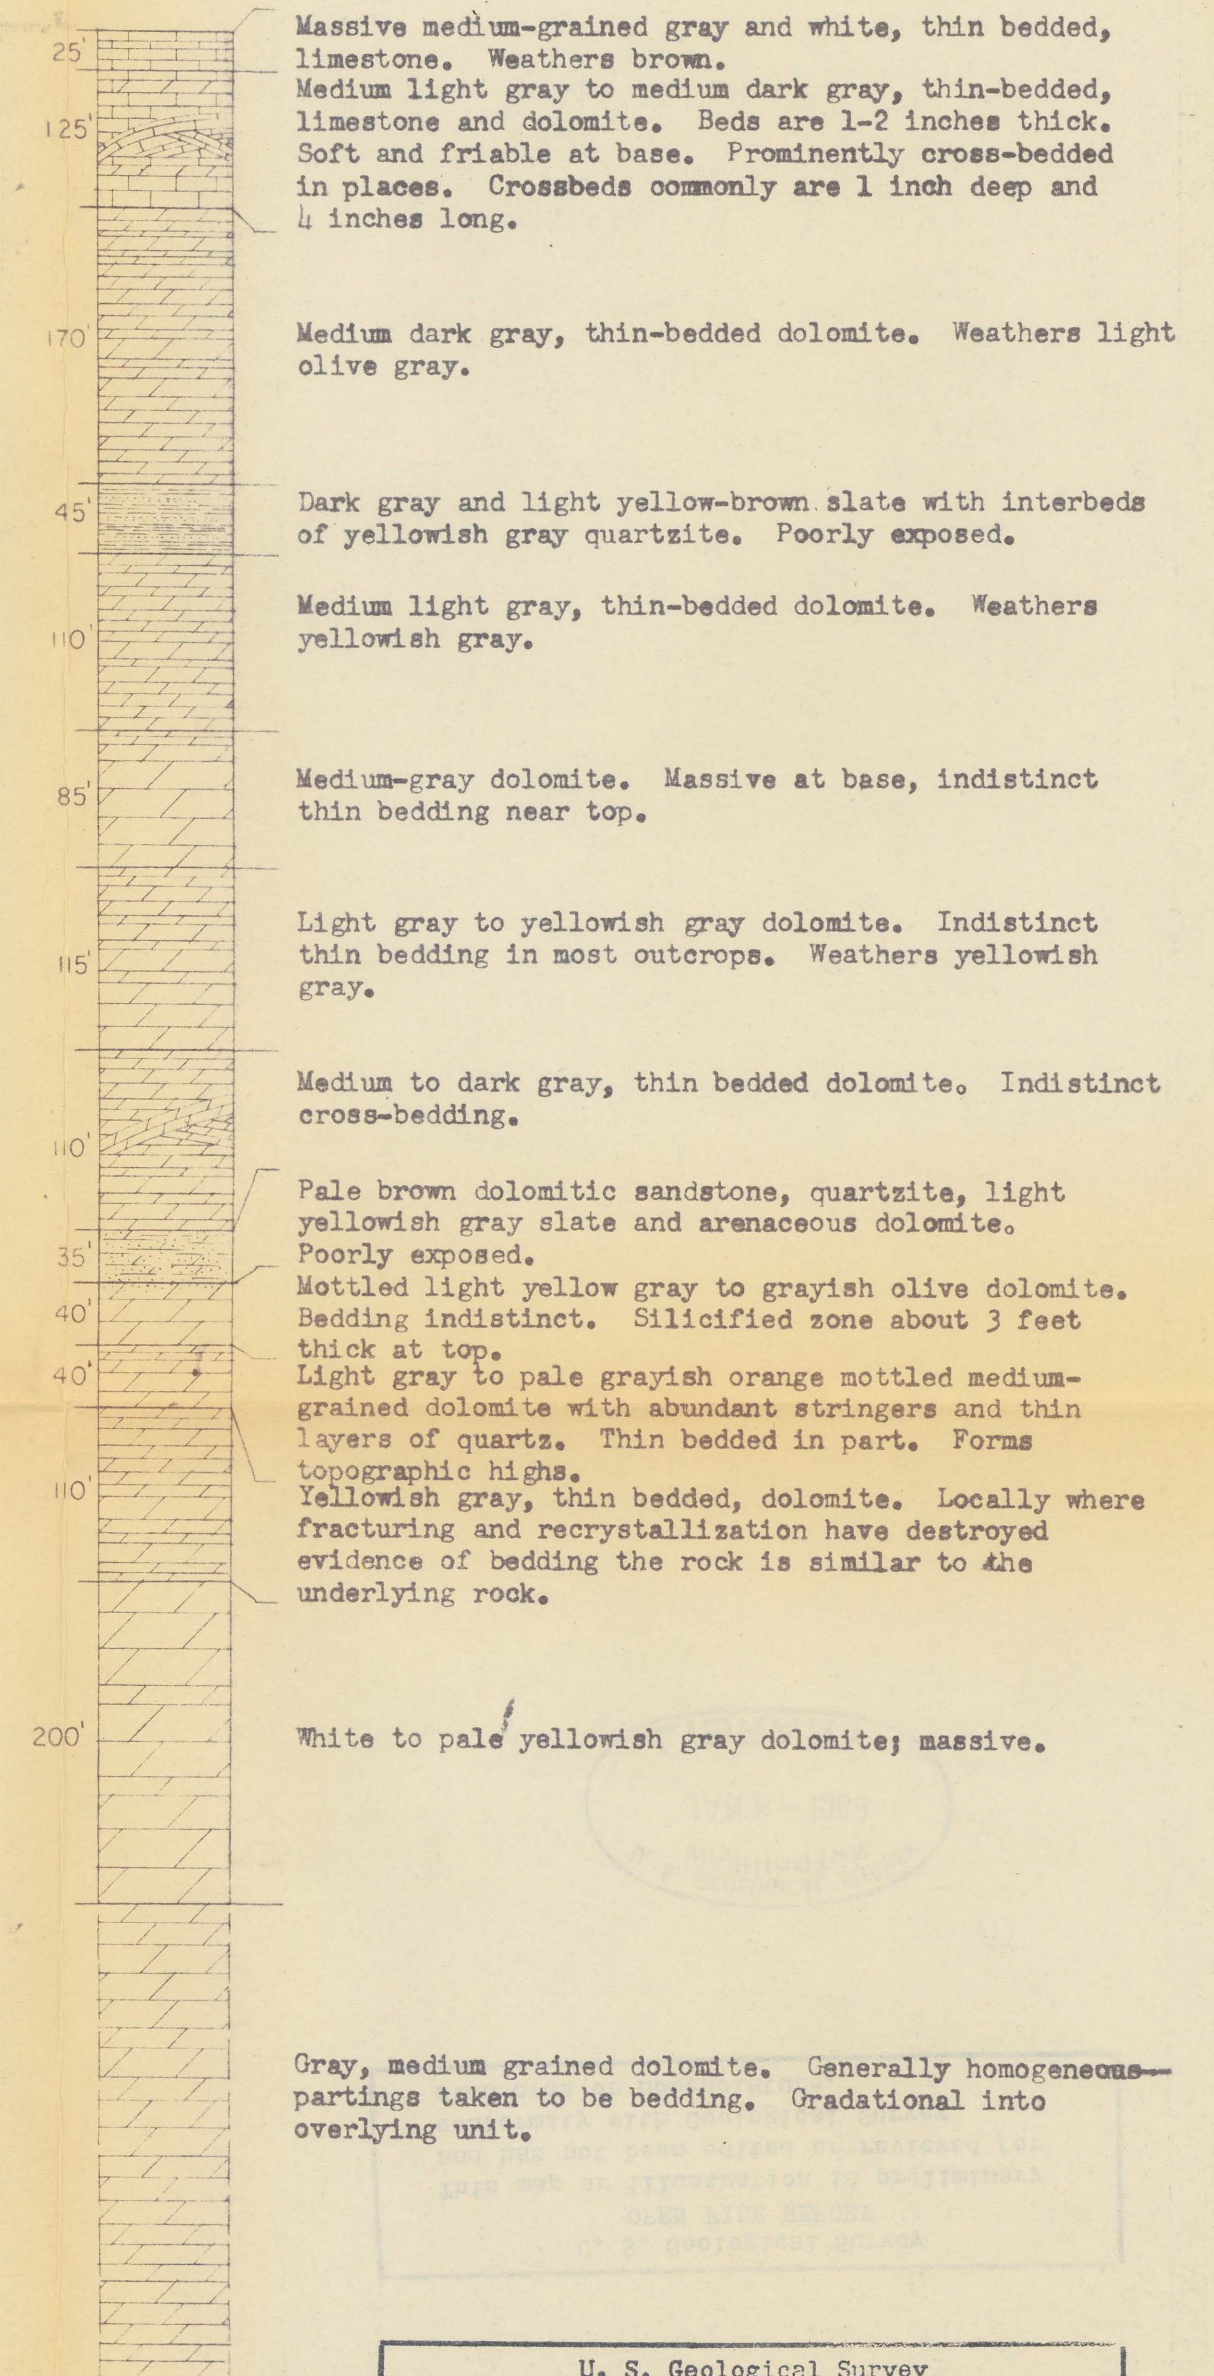 25'
Massive medium-grained gray and white, thin bedded,
limestone. Weathers brown.
125'
Medium light gray to medium dark gray, thin-bedded,
limestone and dolomite. Beds are 1-2 inches thick.
Soft and friable at base. Prominently cross-bedded
in places. Crossbeds commonly are 1 inch deep and
4 inches long.
170'
Medium dark gray, thin-bedded dolomite. Weathers light
olive gray.
45'
Dark gray and light yellow-brown slate with interbeds
of yellowish gray quartzite. Poorly exposed.
110'
Medium light gray, thin-bedded dolomite. Weathers
yellowish gray.
85'
Medium-gray dolomite. Massive at base, indistinct
thin bedding near top.
115'
Light gray to yellowish gray dolomite. Indistinct
thin bedding in most outcrops. Weathers yellowish
gray.
110'
Medium to dark gray, thin bedded dolomite. Indistinct
cross-bedding.
35'
Pale brown dolomitic sandstone, quartzite, light
yellowish gray slate and arenaceous dolomite.
Poorly exposed.
40'
Mottled light yellow gray to grayish olive dolomite.
Bedding indistinct. Silicified zone about 3 feet
thick at top.
40'
Light gray to pale grayish orange mottled medium-
grained dolomite with abundant stringers and thin
layers of quartz. Thin bedded in part. Forms
topographic highs.
110'
Yellowish gray, thin bedded, dolomite. Locally where
fracturing and recrystallization have destroyed
evidence of bedding the rock is similar to the
underlying rock.
200'
White to pale yellowish gray dolomite; massive.
Gray, medium grained dolomite. Generally homogeneous—
partings taken to be bedding. Gradational into
overlying unit.
U. S. Geological Survey